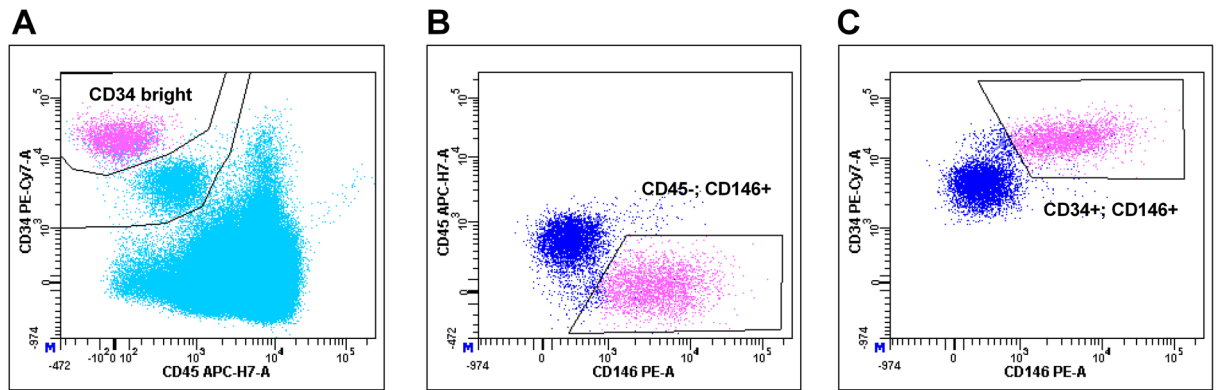 A
CD34 bright
CD34 PE-Cy7-A
10^5
10^4
10^3
0
-974
M
-472
-10^2 0 10^2
10^3
10^4
10^5
CD45 APC-H7-A
B
CD45-; CD146+
CD45 APC-H7-A
10^5
10^4
10^3
0
-472
M
-974
0
10^3
10^4
10^5
CD146 PE-A
C
CD34+; CD146+
CD34 PE-Cy7-A
10^5
10^4
10^3
0
-974
M
-974
0
10^3
10^4
10^5
CD146 PE-A